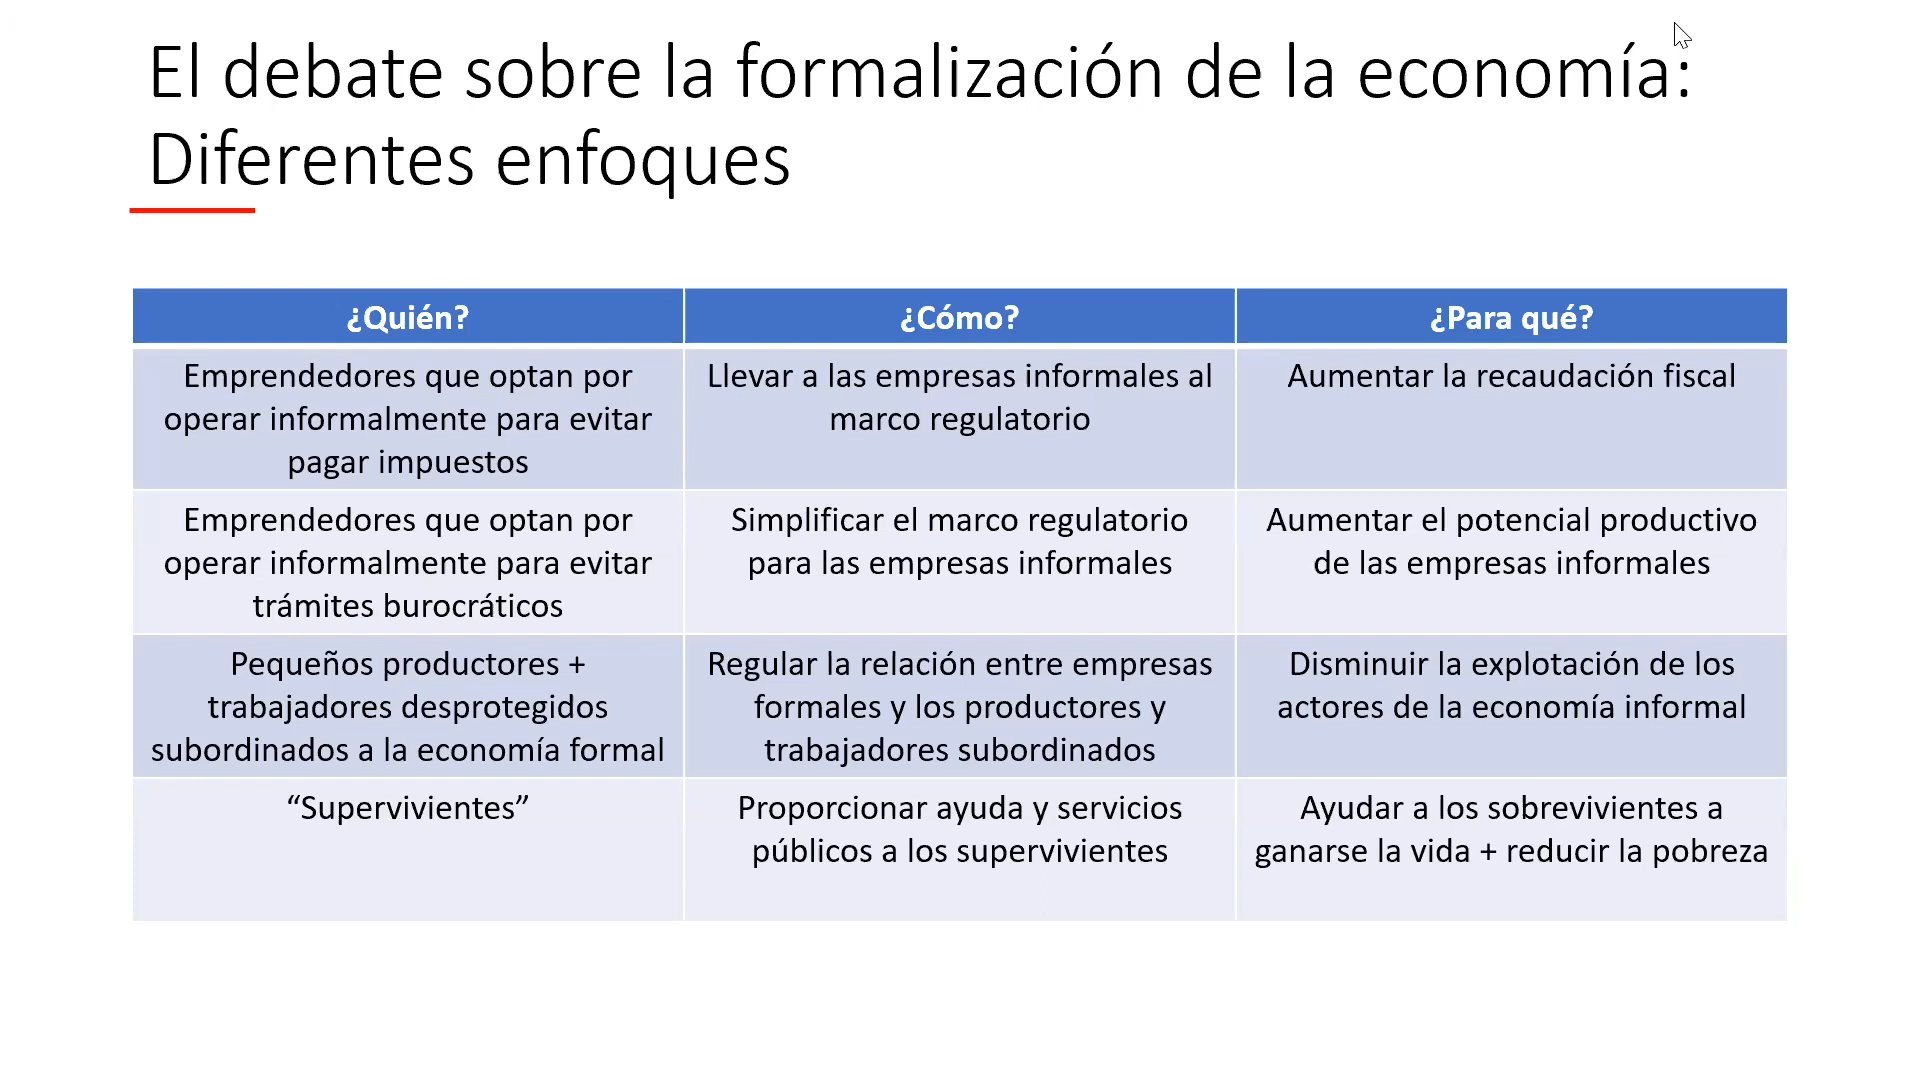 El debate sobre la formalización de la economía:
Diferentes enfoques
¿Quién?
¿Cómo?
¿Para qué?
Emprendedores que optan por
operar informalmente para evitar
pagar impuestos
Llevar a las empresas informales al
marco regulatorio
Aumentar la recaudación fiscal
Emprendedores que optan por
operar informalmente para evitar
trámites burocráticos
Simplificar el marco regulatorio
para las empresas informales
Aumentar el potencial productivo
de las empresas informales
Pequeños productores +
trabajadores desprotegidos
subordinados a la economía formal
Regular la relación entre empresas
formales y los productores y
trabajadores subordinados
Disminuir la explotación de los
actores de la economía informal
“Supervivientes”
Proporcionar ayuda y servicios
públicos a los supervivientes
Ayudar a los sobrevivientes a
ganarse la vida + reducir la pobreza